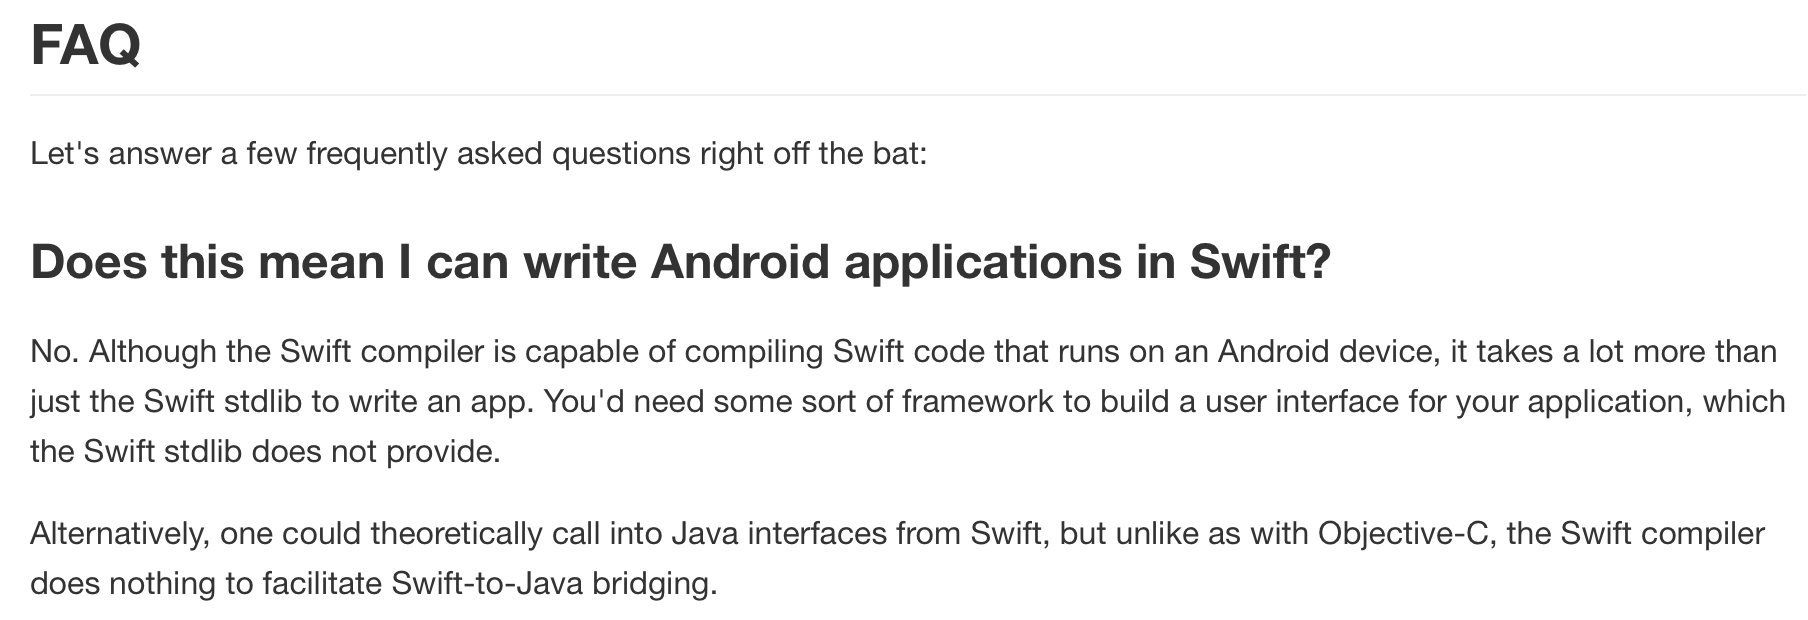 FAQ
Let's answer a few frequently asked questions right off the bat:
Does this mean I can write Android applications in Swift?
No. Although the Swift compiler is capable of compiling Swift code that runs on an Android device, it takes a lot more than
just the Swift stdlib to write an app. You'd need some sort of framework to build a user interface for your application, which
the Swift stdlib does not provide.
Alternatively, one could theoretically call into Java interfaces from Swift, but unlike as with Objective-C, the Swift compiler
does nothing to facilitate Swift-to-Java bridging.